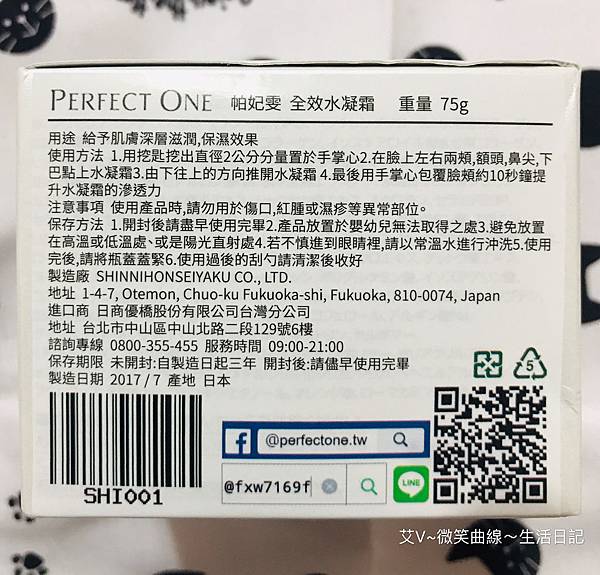 PERFECT ONE 帕妃雯 全效水凝霜 重量 75g
用途 給予肌膚深層滋潤,保濕效果
使用方法 1.用挖匙挖出直徑2公分分量置於手掌心2.在臉上左右兩頰,額頭,鼻尖,下
巴點上水凝霜3.由下往上的方向推開水凝霜 4.最後用手掌心包覆臉頰約10秒鐘提
升水凝霜的滲透力
注意事項 使用產品時,請勿用於傷口,紅腫或濕疹等異常部位。
保存方法 1.開封後請盡早使用完畢2.產品放置於嬰幼兒無法取得之處3.避免放置
在高溫或低溫處、或是陽光直射處4.若不慎進到眼睛裡,請以常溫水進行沖洗5.使用
完後,請將瓶蓋蓋緊6.使用過後的刮勺請清潔後收好
製造廠 SHINNIHONSEIYAKU CO., LTD.
地址 1-4-7, Otemon, Chuo-ku Fukuoka-shi, Fukuoka, 810-0074, Japan
進口商 日商優橋股份有限公司台灣分公司
地址 台北市中山區中山北路二段129號6樓
諮詢專線 0800-355-455 服務時間 09:00-21:00
保存期限 未開封:自製造日起三年 開封後:請儘早使用完畢
製造日期 2017 / 7 產地 日本
5
SHI001
f @perfectone.tw
@fxw7169f
LINE
艾V~微笑曲線~生活日記